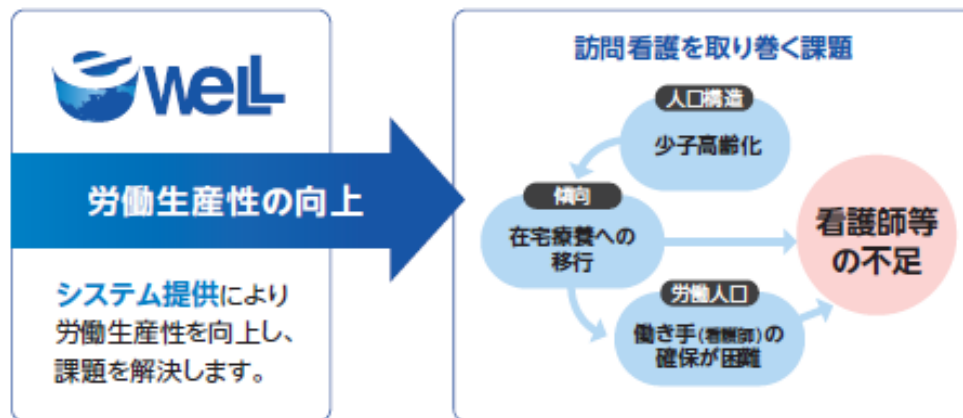 eWeLL
労働生産性の向上
システム提供により
労働生産性を向上し、
課題を解決します。
訪問看護を取り巻く課題
人口構造
少子高齢化
傾向
在宅療養への
移行
労働人口
働き手(看護師)の
確保が困難
看護師等
の不足